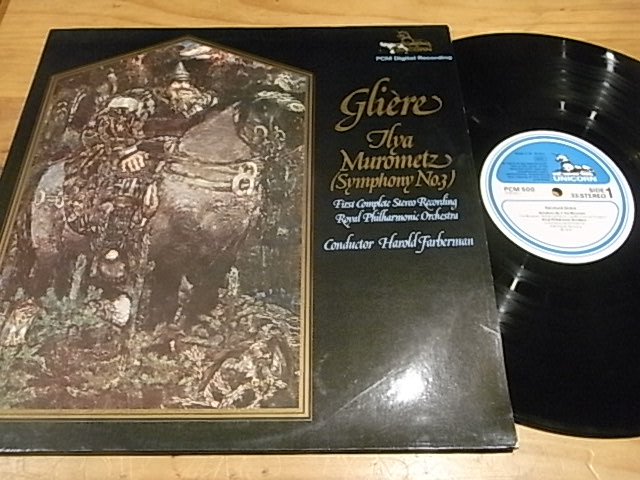 PCM Digital Recording
Glière
Ilya
Murometz
(Symphony No.3)
First Complete Stereo Recording
Royal Philharmonic Orchestra
Conductor Harold Farberman
UNICORN
PCM 500
SIDE 1
33.STEREO